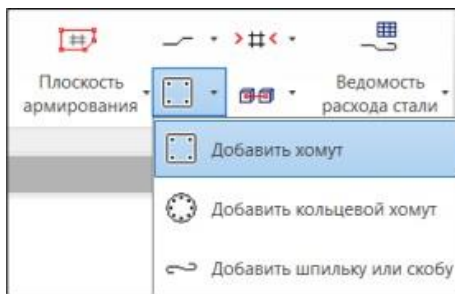 Плоскость
армирования
Ведомость
расхода стали
Добавить хомут
Добавить кольцевой хомут
Добавить шпильку или скобу